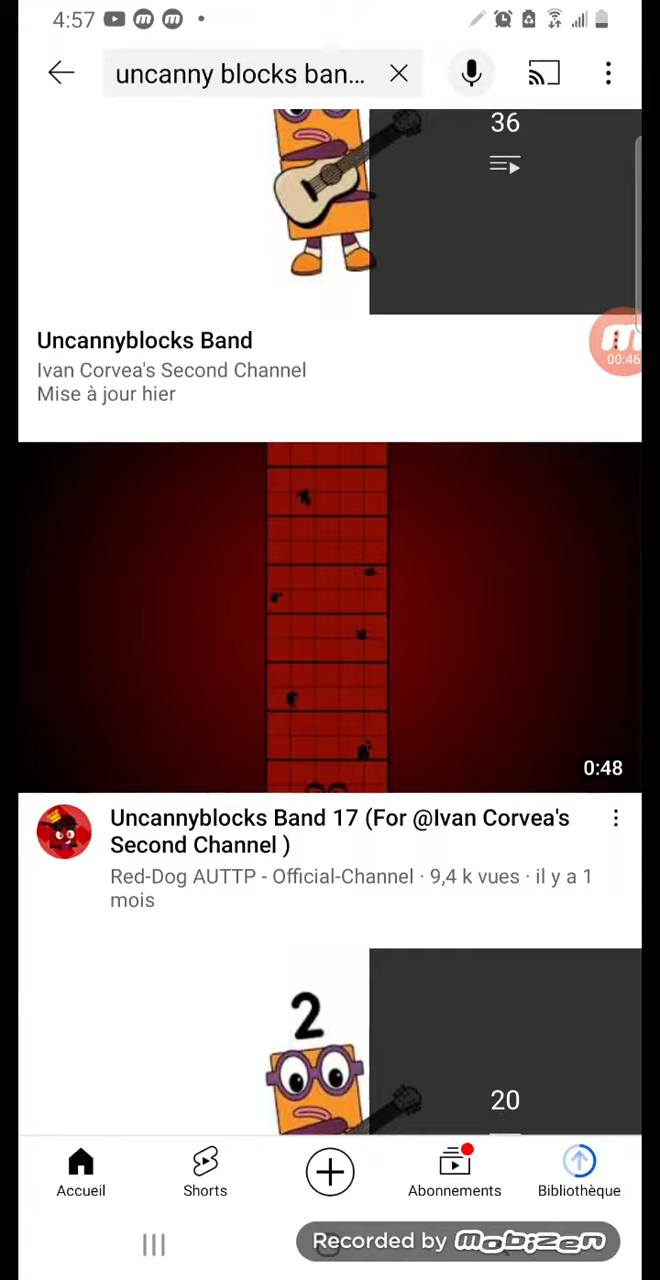 4:57
uncanny blocks ban...
36
Uncannyblocks Band
Ivan Corvea's Second Channel
Mise à jour hier
00:46
0:48
Uncannyblocks Band 17 (For @Ivan Corvea's
Second Channel )
Red-Dog AUTTP - Official-Channel · 9,4 k vues · il y a 1
mois
2
20
Accueil
Shorts
Abonnements
Bibliothèque
Recorded by mobizen